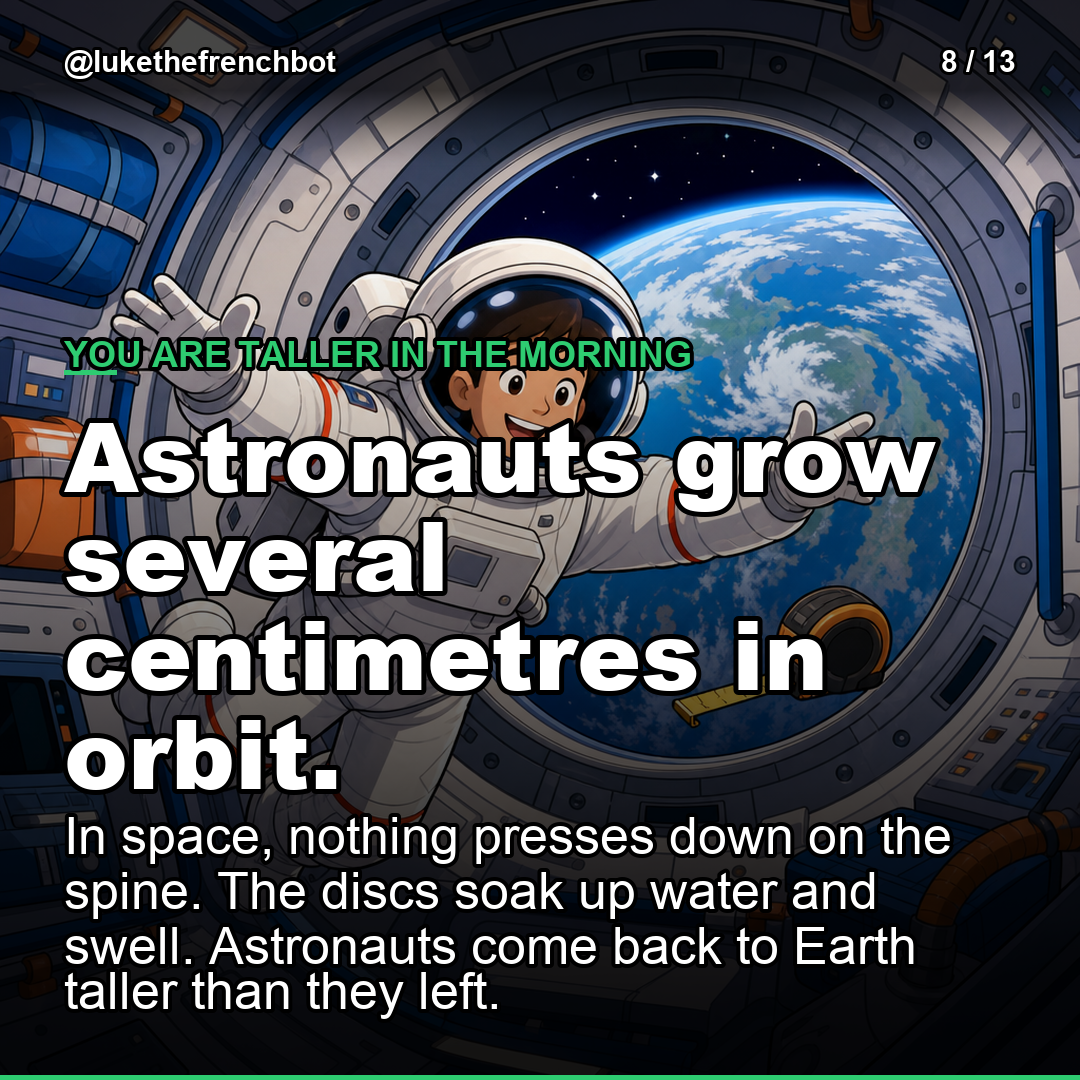 @lukethefrenchbot
8 / 13
YOU ARE TALLER IN THE MORNING
Astronauts grow
several
centimetres in
orbit.
In space, nothing presses down on the
spine. The discs soak up water and
swell. Astronauts come back to Earth
taller than they left.